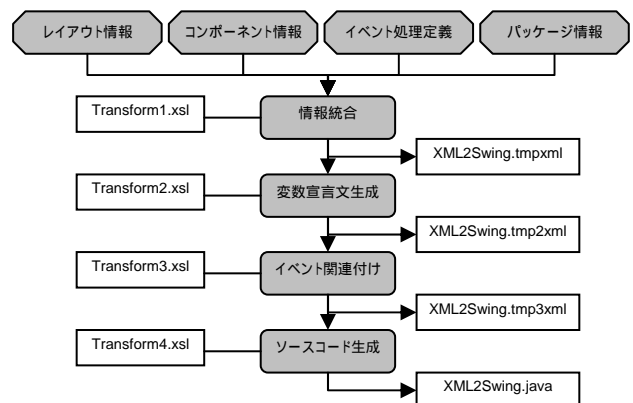 レイアウト情報
コンポーネント情報
イベント処理定義
パッケージ情報
Transform1.xsl
情報統合
XML2Swing.tmpxml
Transform2.xsl
変数宣言文生成
XML2Swing.tmp2xml
Transform3.xsl
イベント関連付け
XML2Swing.tmp3xml
Transform4.xsl
ソースコード生成
XML2Swing.java